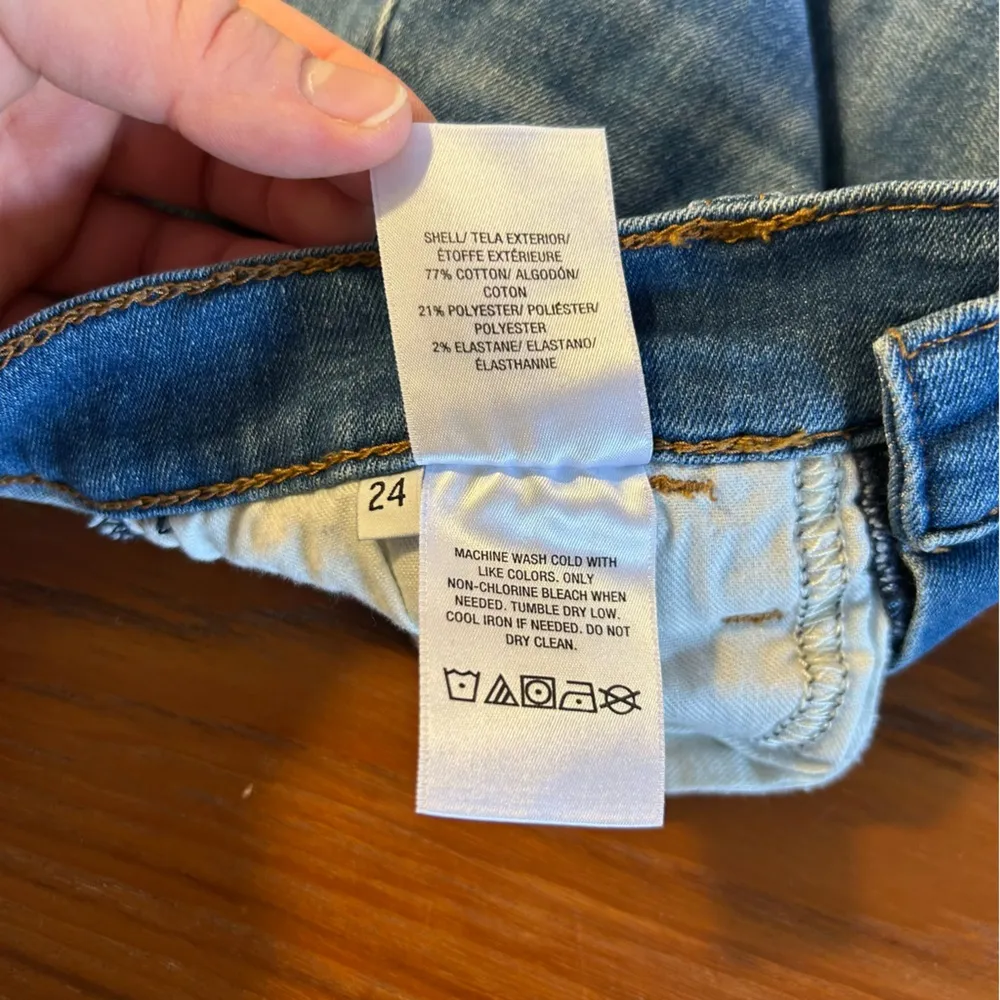 SHELL/ TELA EXTERIOR/
ÉTOFFE EXTÉRIEURE
77% COTTON/ ALGODÓN/
COTON
21% POLYESTER/ POLIÉSTER/
POLYESTER
2% ELASTANE/ ELASTANO/
ÉLASTHANNE
24
MACHINE WASH COLD WITH
LIKE COLORS. ONLY
NON-CHLORINE BLEACH WHEN
NEEDED. TUMBLE DRY LOW.
COOL IRON IF NEEDED. DO NOT
DRY CLEAN.